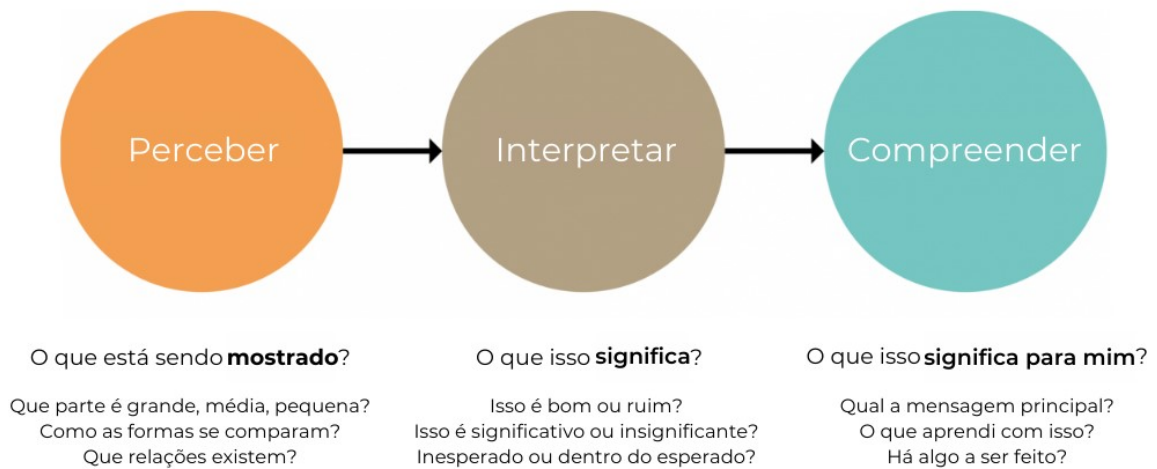 Perceber
Interpretar
Compreender
O que está sendo mostrado?
Que parte é grande, média, pequena?
Como as formas se comparam?
Que relações existem?
O que isso significa?
Isso é bom ou ruim?
Isso é significativo ou insignificante?
Inesperado ou dentro do esperado?
O que isso significa para mim?
Qual a mensagem principal?
O que aprendi com isso?
Há algo a ser feito?